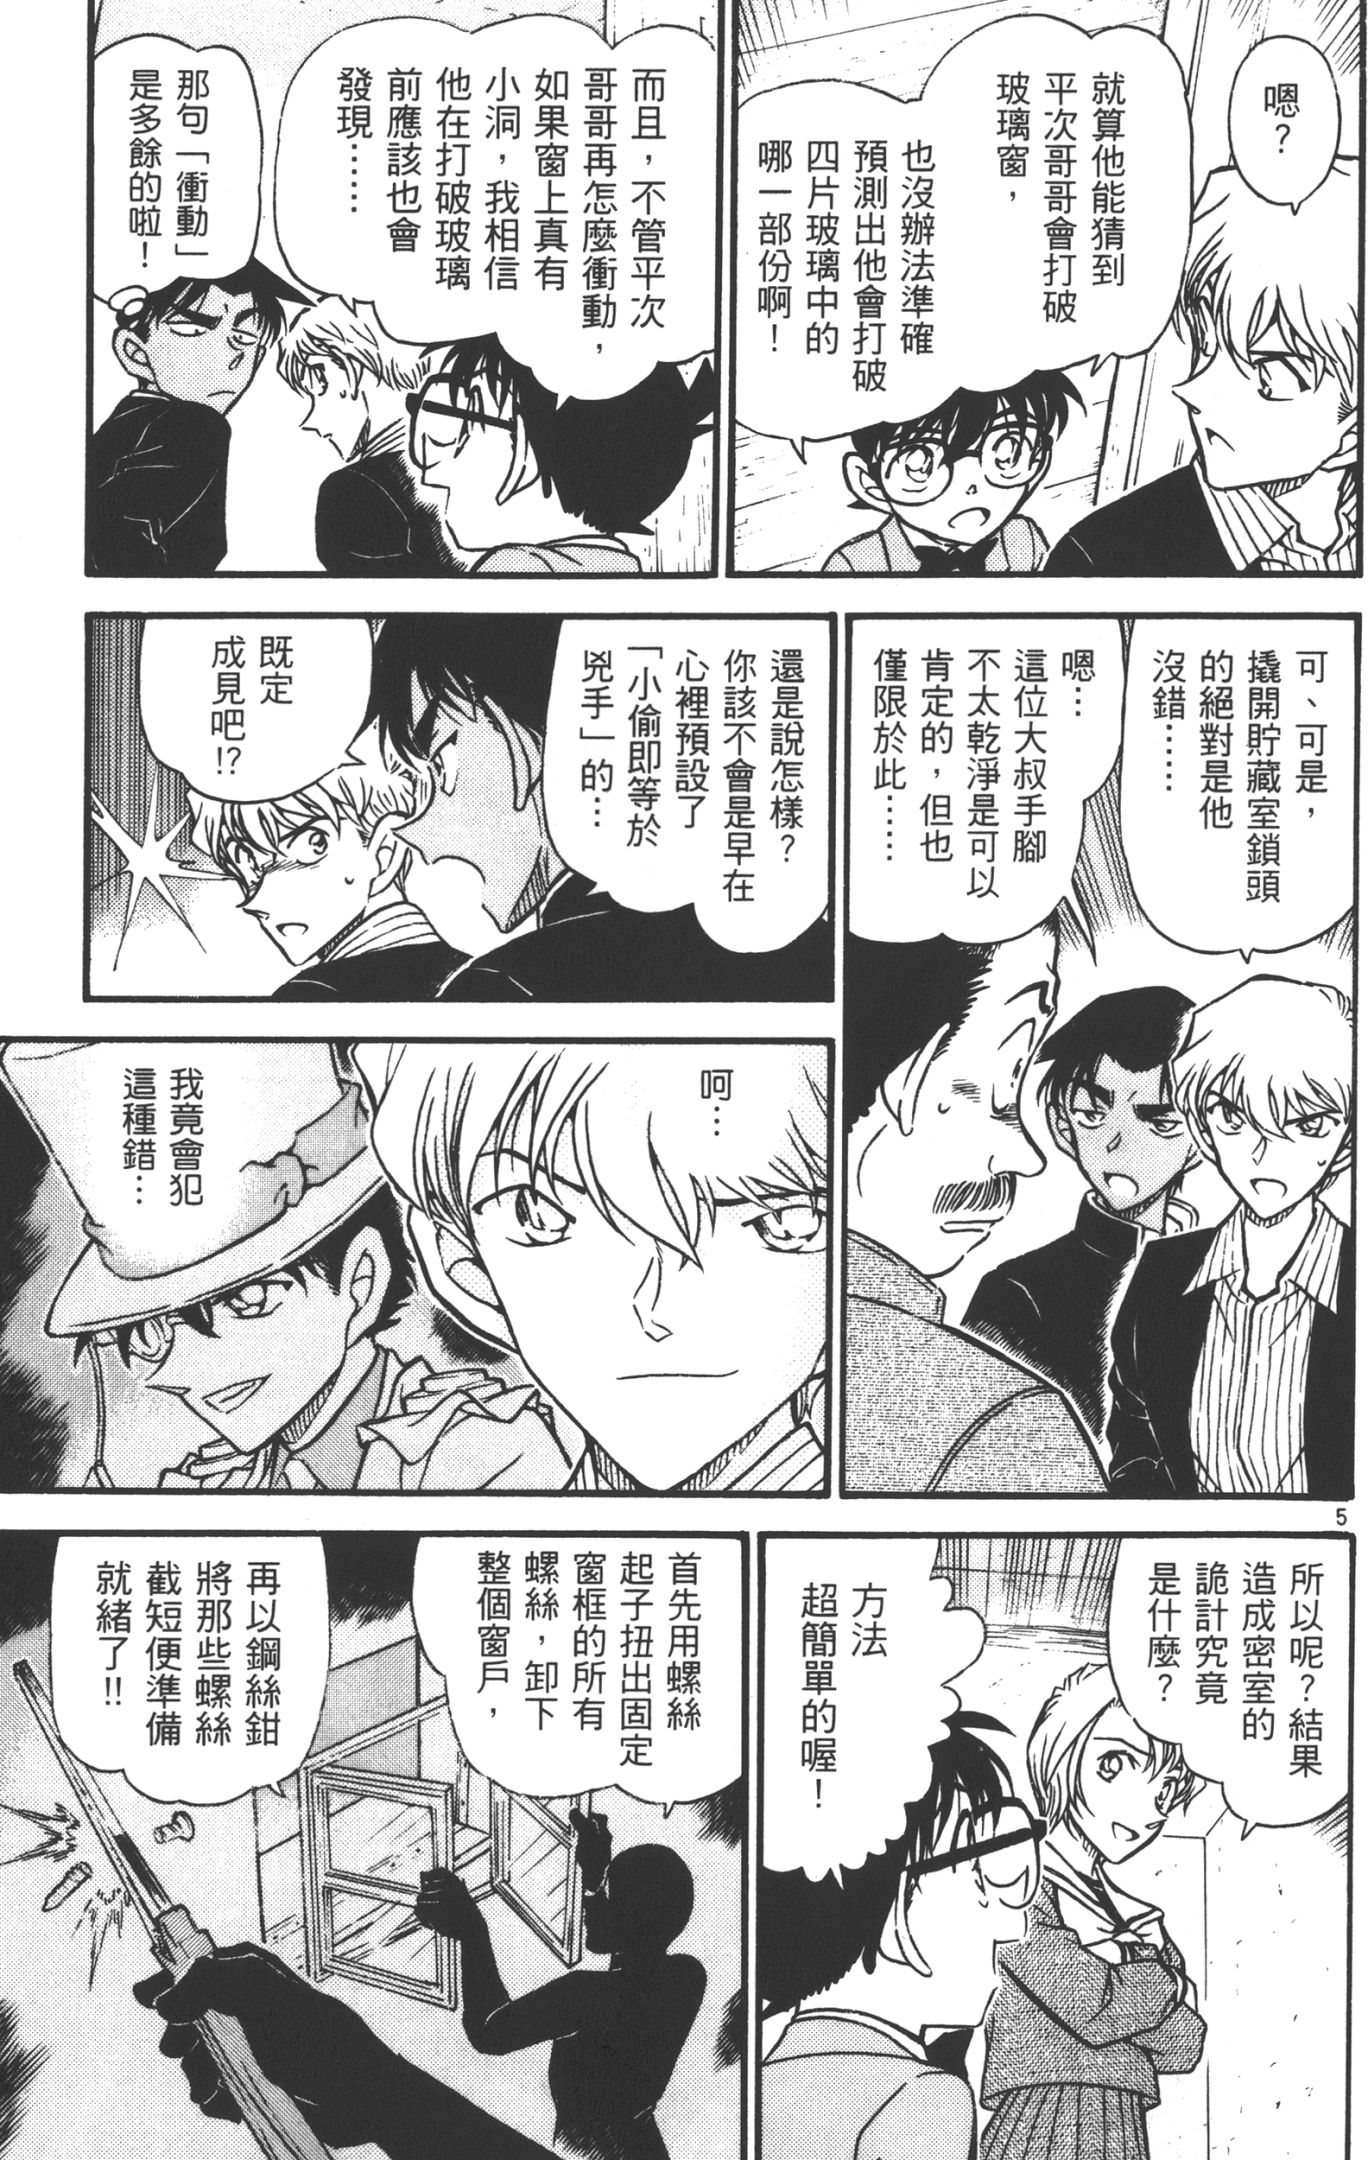 嗯？
就算他能猜到
平次哥哥會打破
玻璃窗，
也沒辦法準確
預測出他會打破
四片玻璃中的
哪一部份啊！
而且，不管平次
哥哥再怎麼衝動，
如果窗上真有
小洞，我相信
他在打破玻璃
前應該也會
發現……
那句「衝動」
是多餘的啦！
可、可是，
撬開貯藏室鎖頭
的絕對是他
沒錯……
嗯…
這位大叔手腳
不太乾淨是可以
肯定的，但也
僅限於此……
還是說怎樣？
你該不會是早在
心裡預設了
「小偷即等於
兇手」的…
既定
成見吧!?
呵…
我竟會犯
這種錯…
5
所以呢？結果
造成密室的
詭計究竟
是什麼？
方法
超簡單的喔！
首先用螺絲
起子扭出固定
窗框的所有
螺絲，卸下
整個窗戶，
再以鋼絲鉗
將那些螺絲
截短便準備
就緒了!!